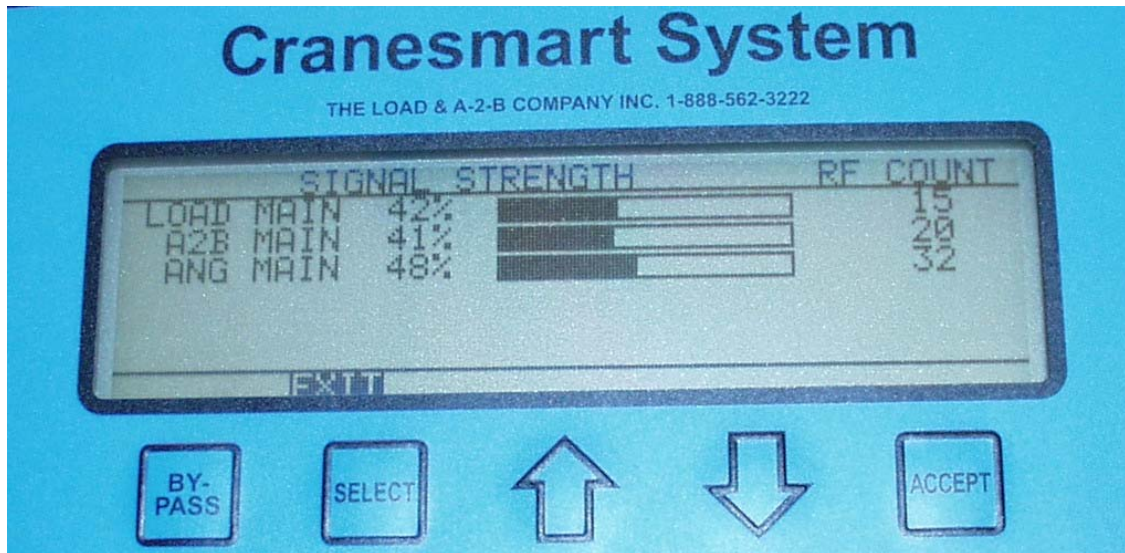 Cranesmart System
THE LOAD & A-2-B COMPANY INC. 1-888-562-3222
SIGNAL STRENGTH RF COUNT
LOAD MAIN 42% 15
A2B MAIN 41% 20
ANG MAIN 48% 32
EXIT
BY-
PASS
SELECT
ACCEPT